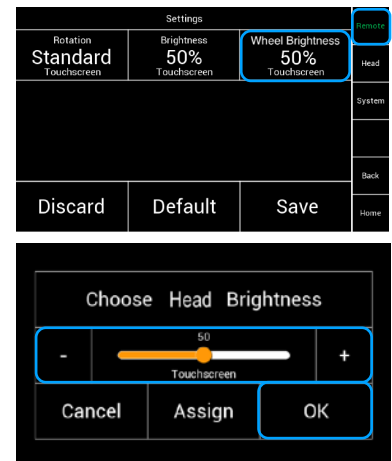 Settings
Remote
Rotation
Standard
Touchscreen
Brightness
50%
Touchscreen
Wheel Brightness
50%
Touchscreen
Head
System
Back
Discard
Default
Save
Home
Choose Head Brightness
50
-
+
Touchscreen
Cancel
Assign
OK